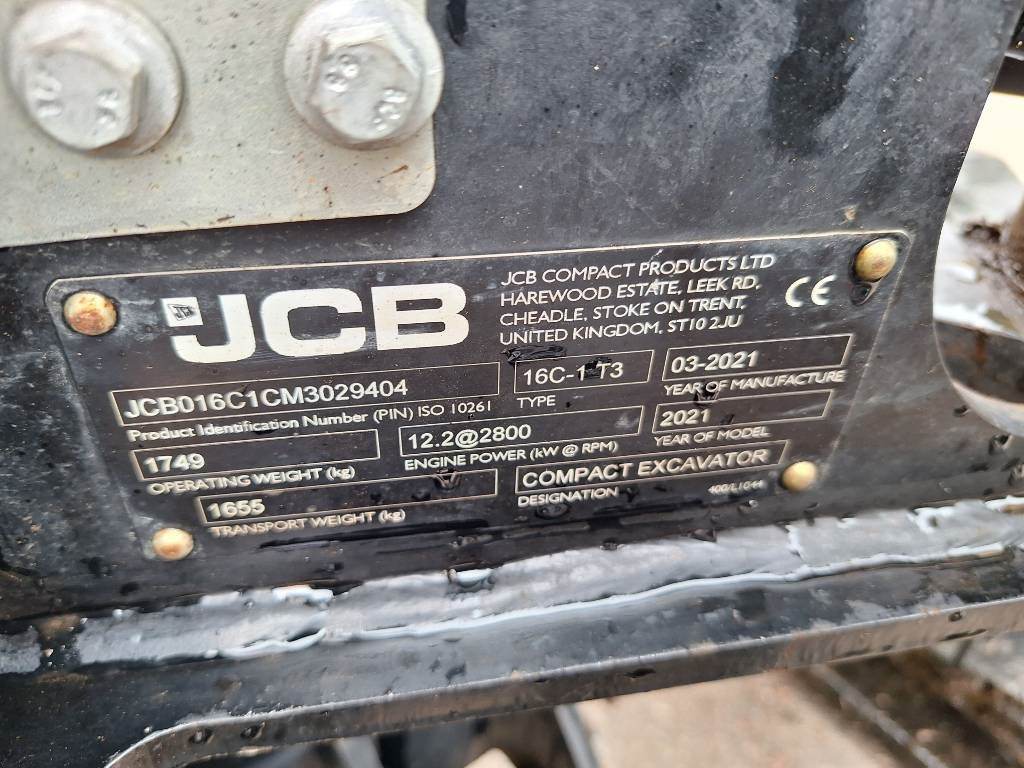 JCB
JCB COMPACT PRODUCTS LTD
HAREWOOD ESTATE, LEEK RD,
CHEADLE, STOKE ON TRENT,
UNITED KINGDOM, ST10 2JU
CE
JCB016C1CM3029404
Product Identification Number (PIN) ISO 10261
16C-1 T3
TYPE
03-2021
YEAR OF MANUFACTURE
1749
OPERATING WEIGHT (kg)
12.2@2800
ENGINE POWER (kW @ RPM)
2021
YEAR OF MODEL
1655
TRANSPORT WEIGHT (kg)
COMPACT EXCAVATOR
DESIGNATION
400/L1044